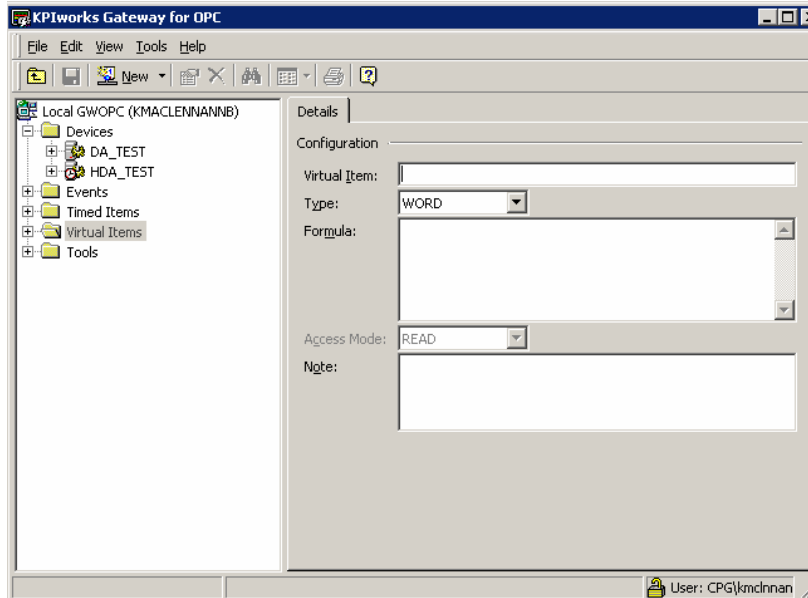 KPIworks Gateway for OPC
File Edit View Tools Help
New
Local GWOPC (KMACLENNANNB)
Devices
DA_TEST
HDA_TEST
Events
Timed Items
Virtual Items
Tools
Details
Configuration
Virtual Item:
Type: WORD
Formula:
Access Mode: READ
Note:
User: CPG\kmclnnan